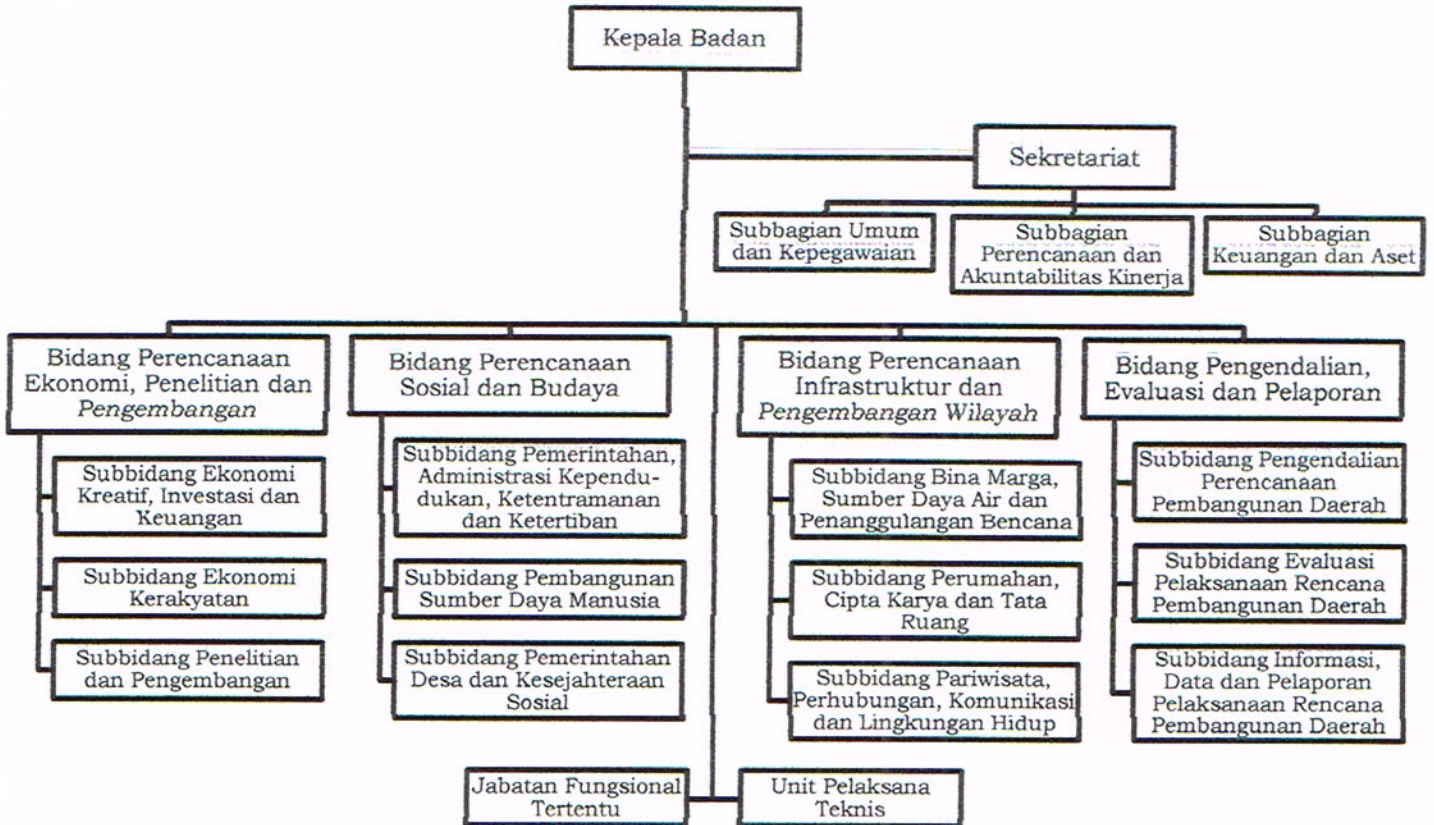 Kepala Badan
Sekretariat
Subbagian Umum
dan Kepegawaian
Subbagian
Perencanaan dan
Akuntabilitas Kinerja
Subbagian
Keuangan dan Aset
Bidang Perencanaan
Ekonomi, Penelitian dan
Pengembangan
Subbidang Ekonomi
Kreatif, Investasi dan
Keuangan
Subbidang Ekonomi
Kerakyatan
Subbidang Penelitian
dan Pengembangan
Bidang Perencanaan
Sosial dan Budaya
Subbidang Pemerintahan,
Administrasi Kependu-
dukan, Ketentramanan
dan Ketertiban
Subbidang Pembangunan
Sumber Daya Manusia
Subbidang Pemerintahan
Desa dan Kesejahteraan
Sosial
Bidang Perencanaan
Infrastruktur dan
Pengembangan Wilayah
Subbidang Bina Marga,
Sumber Daya Air dan
Penanggulangan Bencana
Subbidang Perumahan,
Cipta Karya dan Tata
Ruang
Subbidang Pariwisata,
Perhubungan, Komunikasi
dan Lingkungan Hidup
Bidang Pengendalian,
Evaluasi dan Pelaporan
Subbidang Pengendalian
Perencanaan
Pembangunan Daerah
Subbidang Evaluasi
Pelaksanaan Rencana
Pembangunan Daerah
Subbidang Informasi,
Data dan Pelaporan
Pelaksanaan Rencana
Pembangunan Daerah
Jabatan Fungsional
Tertentu
Unit Pelaksana
Teknis